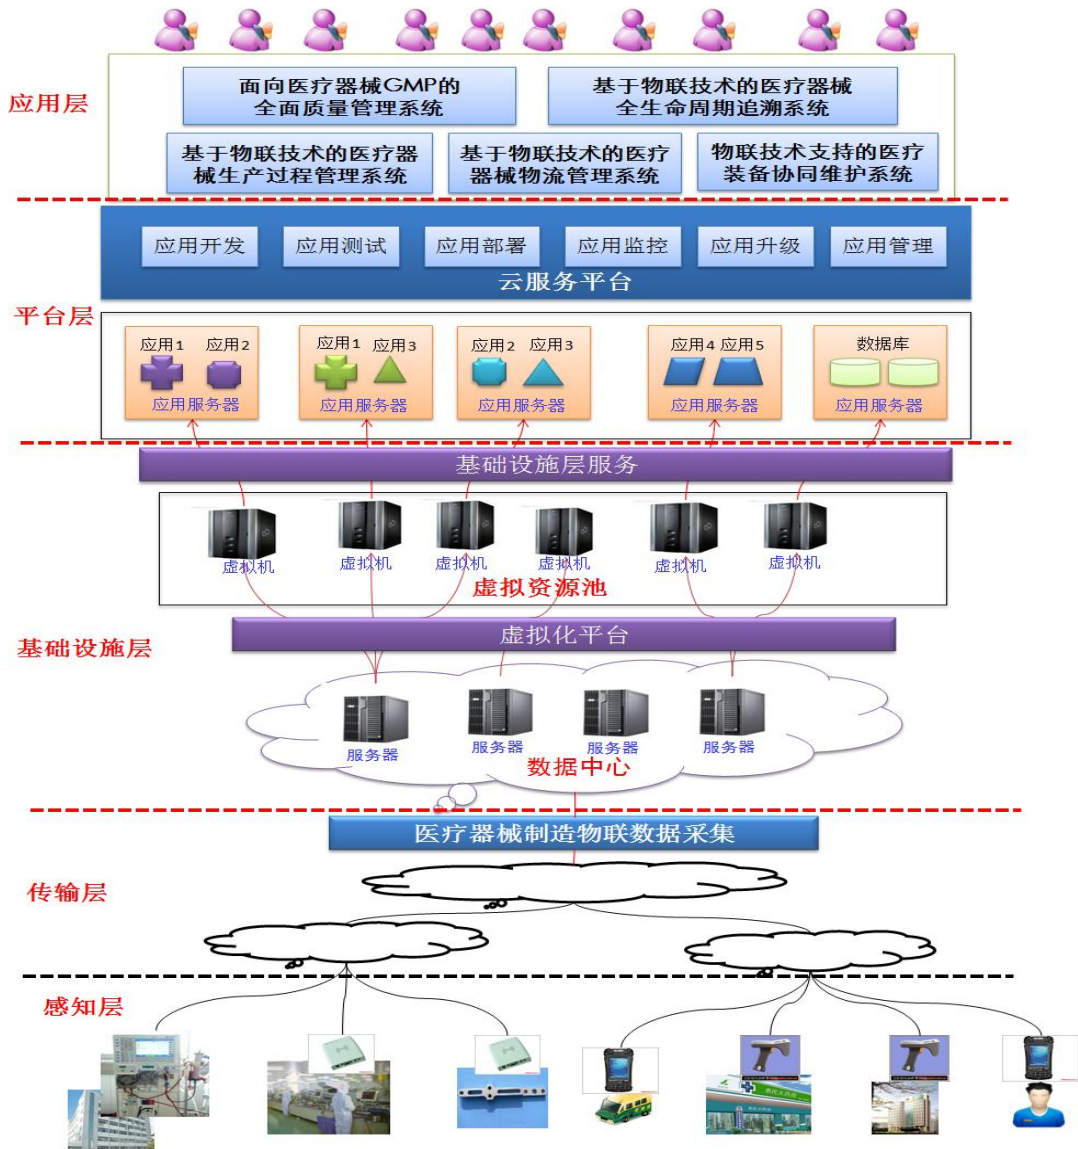 应用层
面向医疗器械GMP的
全面质量管理系统
基于物联技术的医疗器械
全生命周期追溯系统
基于物联技术的医疗器
械生产过程管理系统
基于物联技术的医疗
器械物流管理系统
物联技术支持的医疗
装备协同维护系统
应用开发
应用测试
应用部署
应用监控
应用升级
应用管理
云服务平台
平台层
应用1
应用2
应用服务器
应用1
应用3
应用服务器
应用2
应用3
应用服务器
应用4
应用5
应用服务器
数据库
应用服务器
基础设施层服务
虚拟机
虚拟机
虚拟机
虚拟机
虚拟机
虚拟机
虚拟资源池
基础设施层
虚拟化平台
服务器
服务器
服务器
服务器
数据中心
医疗器械制造物联数据采集
传输层
感知层